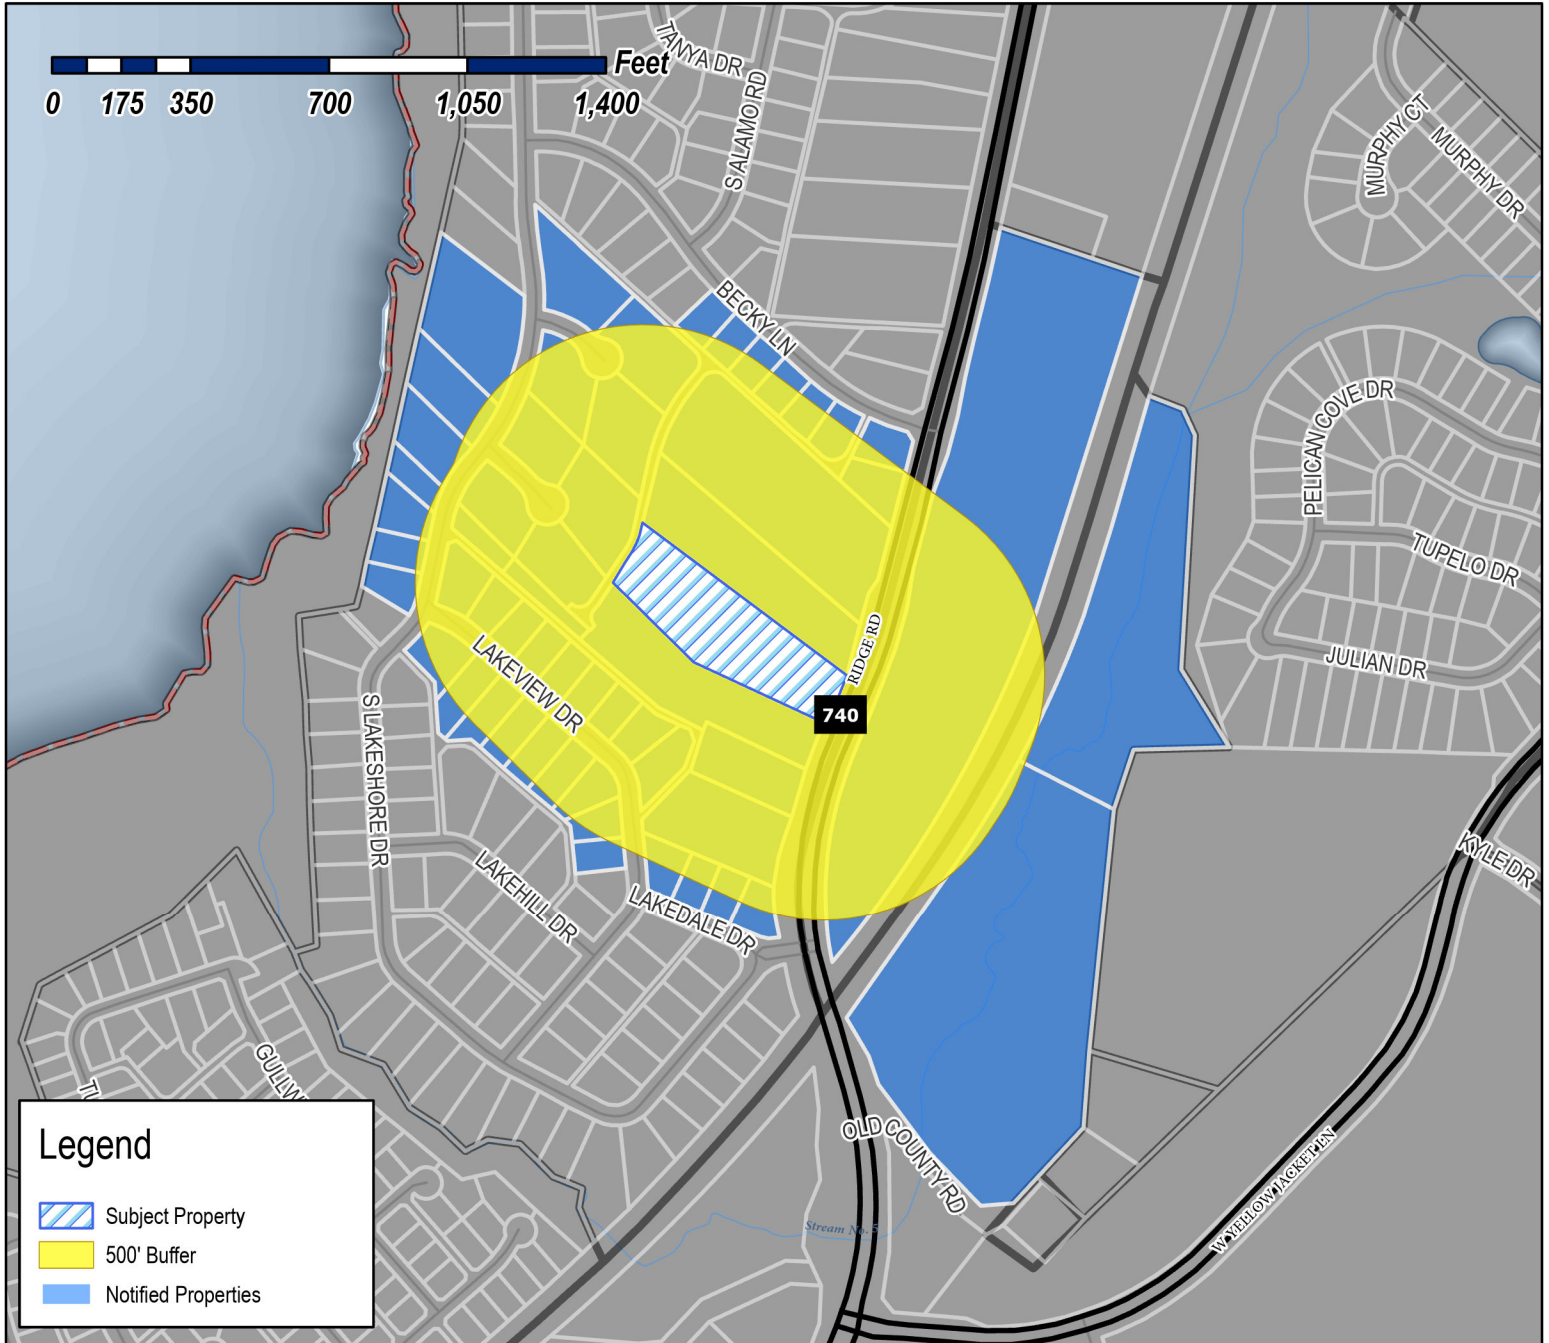 Feet
0 175 350 700 1,050 1,400
TANYA DR
S ALAMO RD
MURPHY CT
MURPHY DR
BECKY LN
PELICAN COVE DR
TUPELO DR
JULIAN DR
RIDGE RD
740
LAKEVIEW DR
S LAKESHORE DR
LAKEHILL DR
LAKEDALE DR
KYLE DR
OLD COUNTY RD
W YELLOW JACKET LN
Stream No. 5
Legend
Subject Property
500' Buffer
Notified Properties